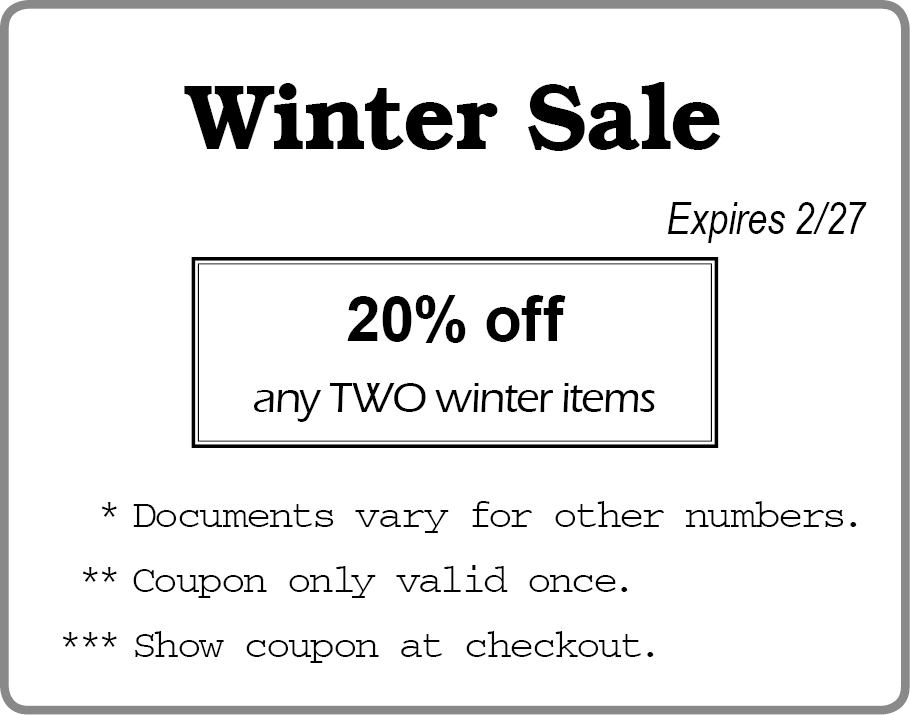 Winter Sale
Expires 2/27
20% off
any TWO winter items
* Documents vary for other numbers.
** Coupon only valid once.
*** Show coupon at checkout.